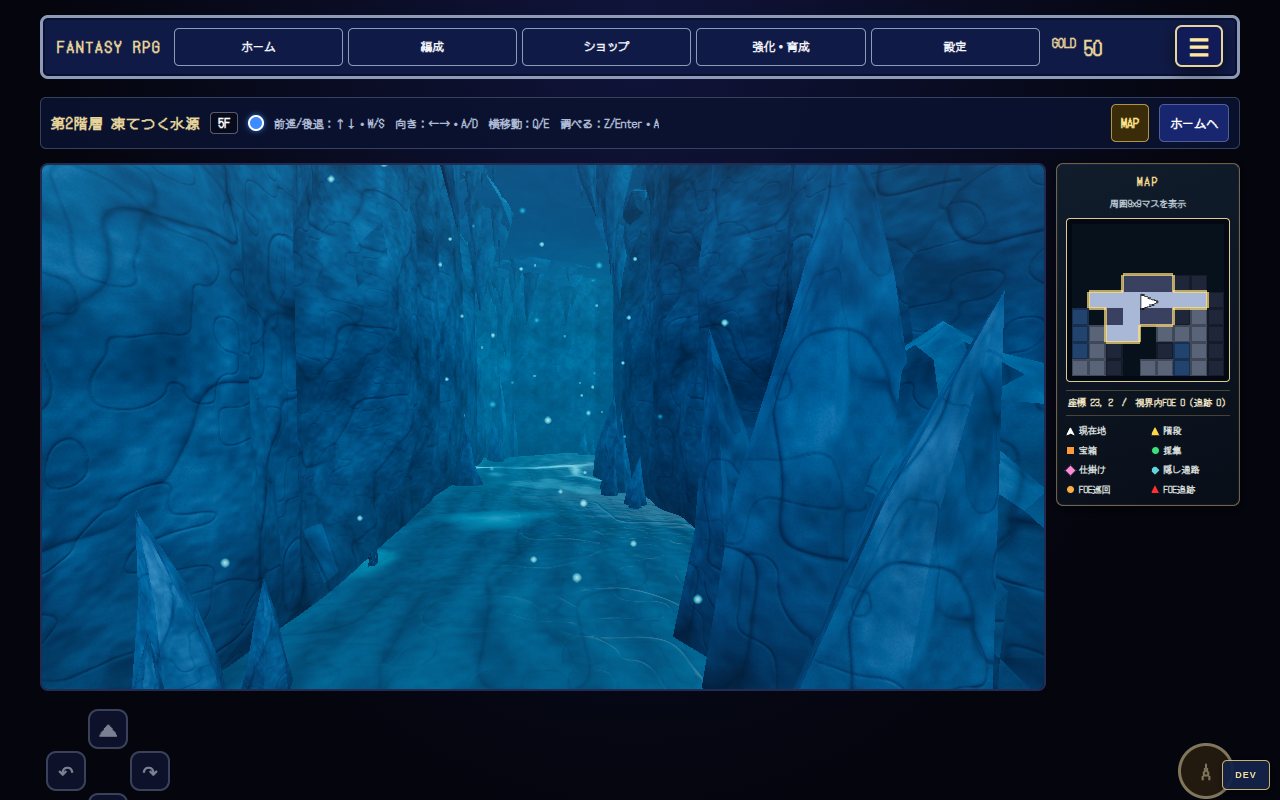 FANTASY RPG
ホーム
編成
ショップ
強化・育成
設定
GOLD 50
第2階層 凍てつく水源
5F
前進/後退：↑↓・W/S 向き：←→・A/D 横移動：Q/E 調べる：Z/Enter・A
MAP
ホームへ
MAP
周囲9x9マスを表示
座標 23, 2 / 視界内FOE 0 (追跡 0)
現在地
階段
宝箱
採集
仕掛け
隠し通路
FOE巡回
FOE追跡
A
DEV